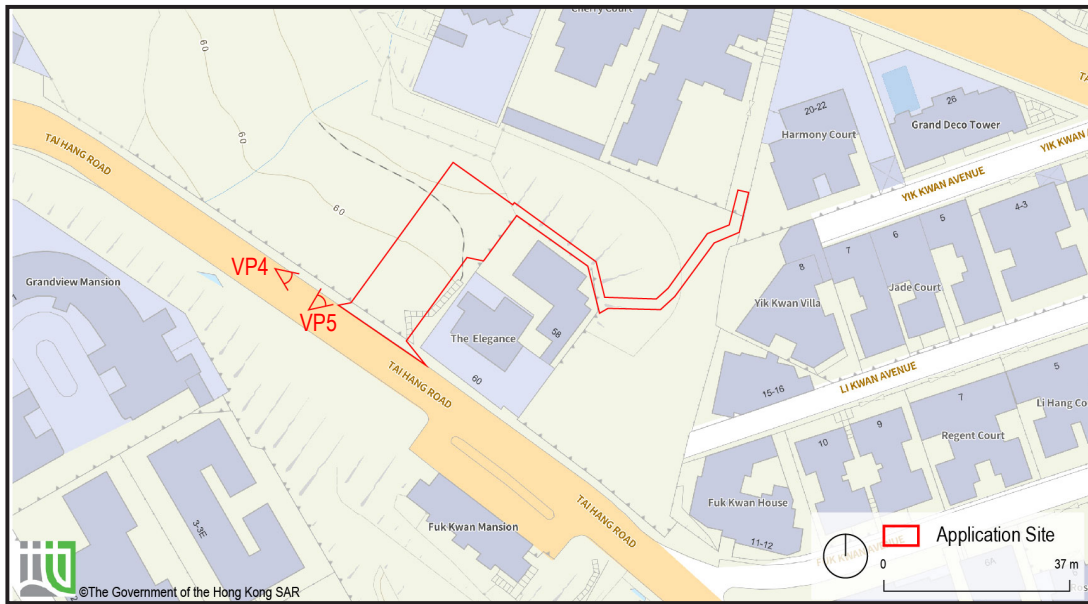 Cherry Court
60
TAI HANG ROAD
60
60
20-22
Harmony Court
26
Grand Deco Tower
YIK KWAN AVENUE
YIK KWAN
VP4
VP5
Grandview Mansion
The Elegance
58
60
TAI HANG ROAD
8
7
6
5
4-3
Yik Kwan Villa
Jade Court
LI KWAN AVENUE
15-16
10
9
7
5
Regent Court
Li Hang Co
3-3E
Fuk Kwan Mansion
TAI HANG ROAD
Fuk Kwan House
11-12
FUK KWAN AVENUE
6A
Application Site
0
37 m
©The Government of the Hong Kong SAR